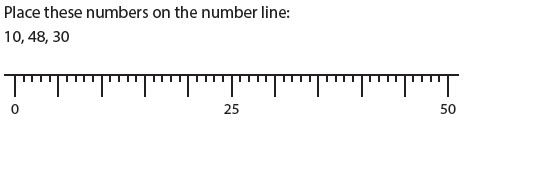 Place these numbers on the number line:
10, 48, 30
0 25 50